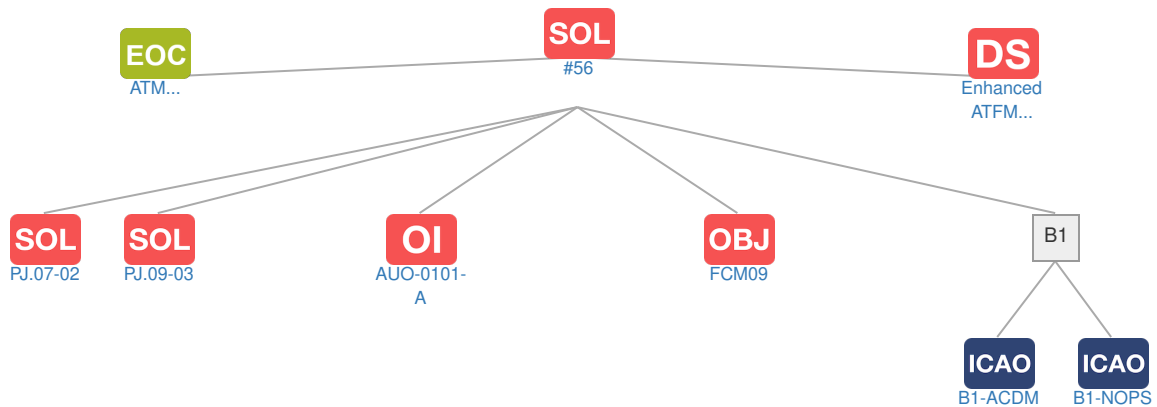 SOL
#56
EOC
ATM...
DS
Enhanced
ATFM...
SOL
PJ.07-02
SOL
PJ.09-03
OI
AUO-0101-
A
OBJ
FCM09
B1
ICAO
B1-ACDM
ICAO
B1-NOPS